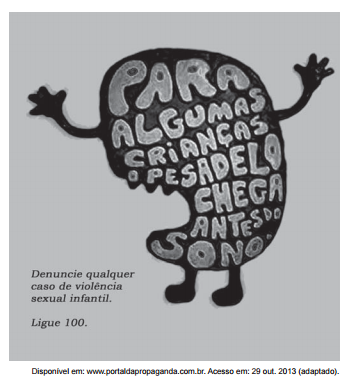 PARA
ALGUMAS
CRIANÇAS
O PESADELO
CHEGA
ANTES DO
SONO.
Denuncie qualquer
caso de violência
sexual infantil.
Ligue 100.
Disponível em: www.portaldapropaganda.com.br. Acesso em: 29 out. 2013 (adaptado).